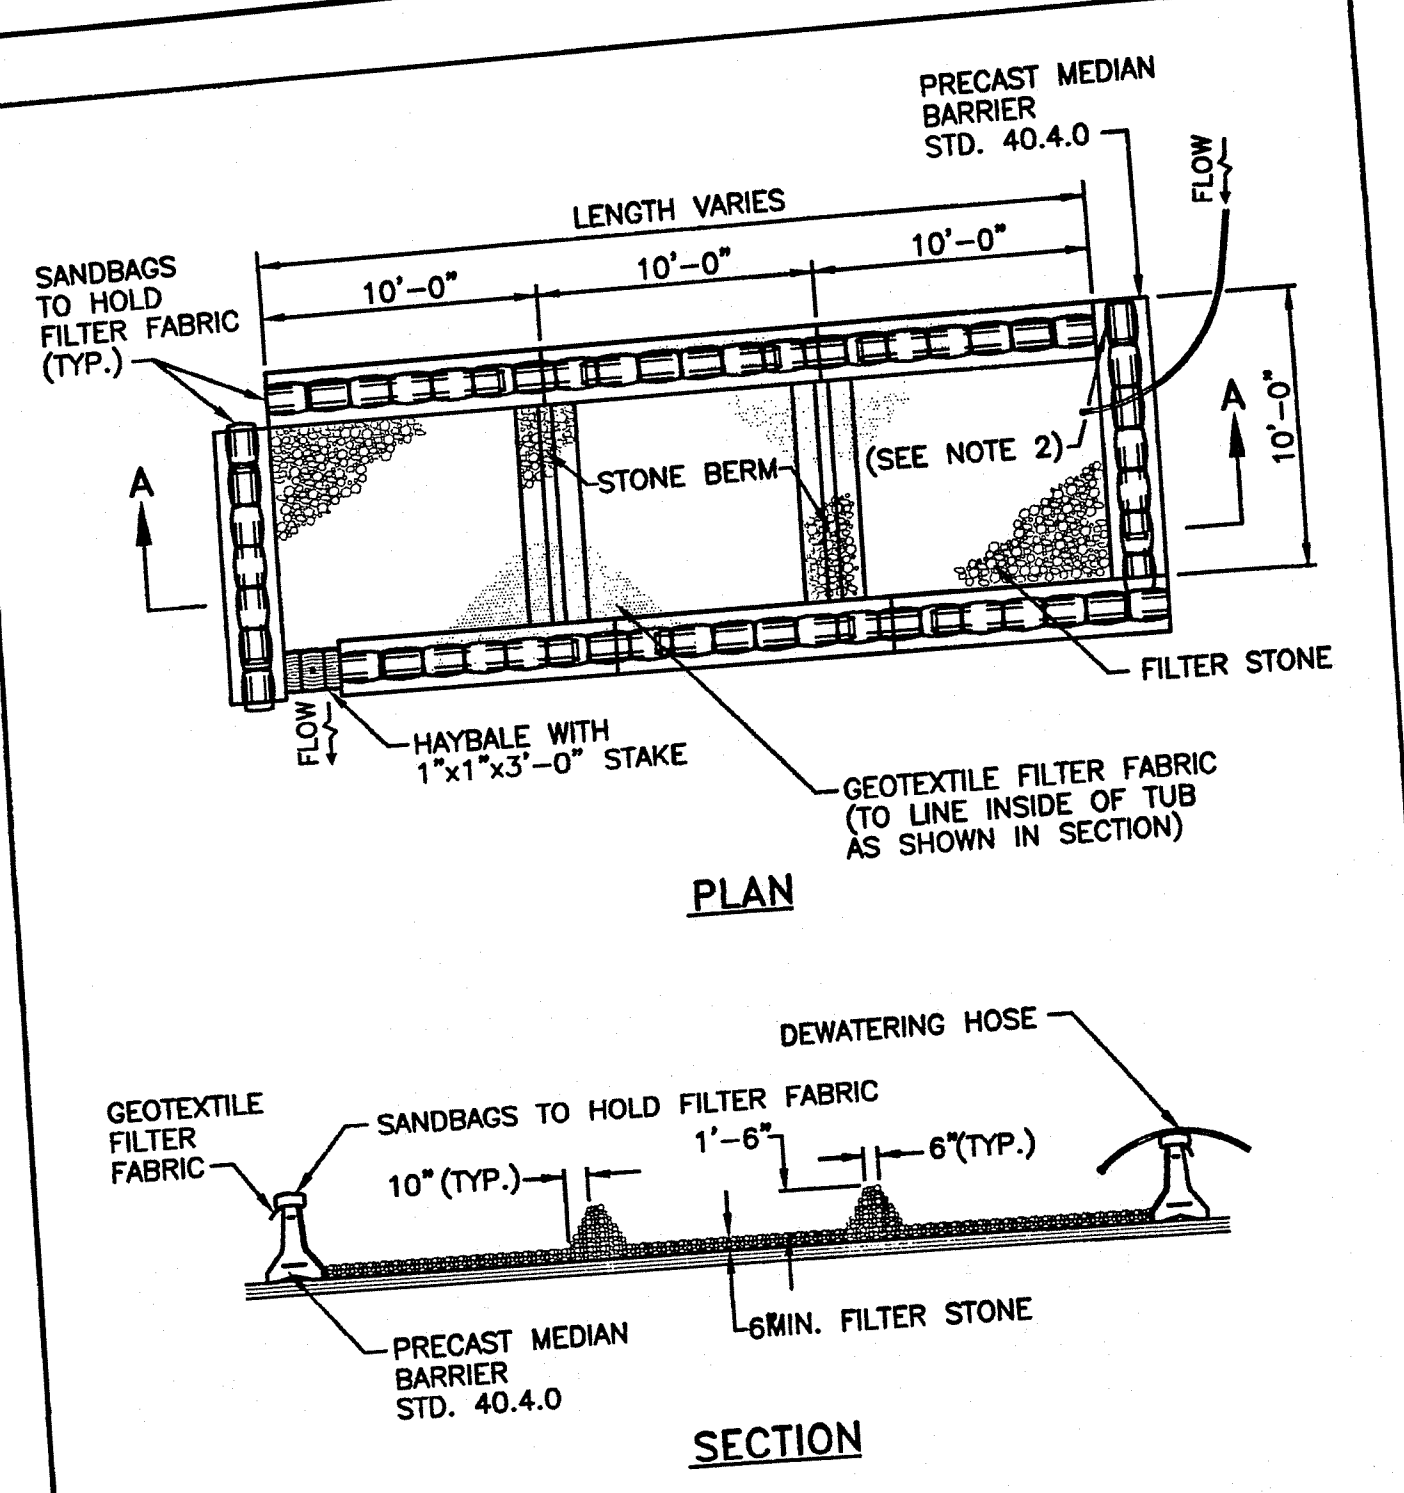 PRECAST MEDIAN
BARRIER
STD. 40.4.0
FLOW
LENGTH VARIES
10'-0"
10'-0"
10'-0"
SANDBAGS
TO HOLD
FILTER FABRIC
(TYP.)
A
A
10'-0"
STONE BERM
(SEE NOTE 2)
FILTER STONE
FLOW
HAYBALE WITH
1"x1"x3'-0" STAKE
GEOTEXTILE FILTER FABRIC
(TO LINE INSIDE OF TUB
AS SHOWN IN SECTION)
PLAN
DEWATERING HOSE
GEOTEXTILE
FILTER
FABRIC
SANDBAGS TO HOLD FILTER FABRIC
1'-6"
6"(TYP.)
10"(TYP.)
6"MIN. FILTER STONE
PRECAST MEDIAN
BARRIER
STD. 40.4.0
SECTION